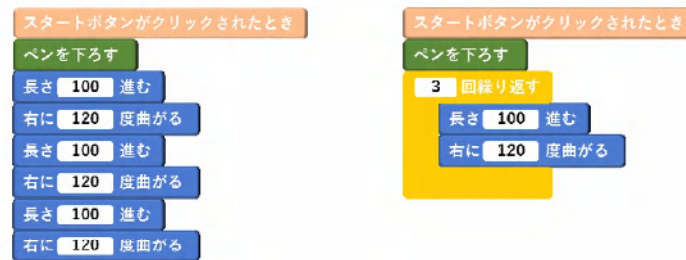 スタートボタンがクリックされたとき
ペンを下ろす
長さ 100 進む
右に 120 度曲がる
長さ 100 進む
右に 120 度曲がる
長さ 100 進む
右に 120 度曲がる
スタートボタンがクリックされたとき
ペンを下ろす
3 回繰り返す
長さ 100 進む
右に 120 度曲がる